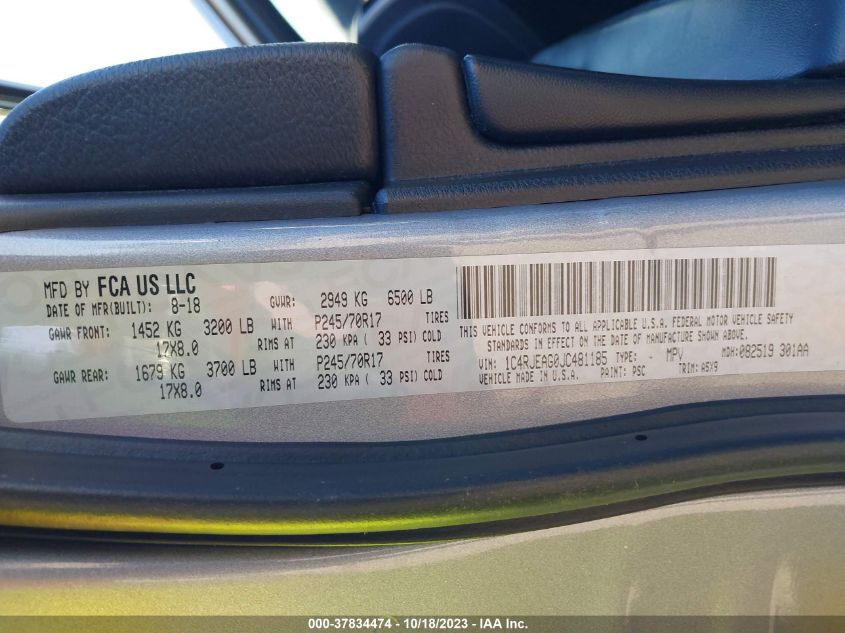 MFD BY FCA US LLC
DATE OF MFR(BUILT): 8-18 GVWR: 2949 KG 6500 LB
GAWR FRONT: 1452 KG 3200 LB WITH P245/70R17 TIRES
17X8.0 RIMS AT 230 KPA ( 33 PSI) COLD
GAWR REAR: 1679 KG 3700 LB WITH P245/70R17 TIRES
17X8.0 RIMS AT 230 KPA ( 33 PSI) COLD
THIS VEHICLE CONFORMS TO ALL APPLICABLE U.S.A. FEDERAL MOTOR VEHICLE SAFETY
STANDARDS IN EFFECT ON THE DATE OF MANUFACTURE SHOWN ABOVE.
VIN: 1C4RJEAG0JC481185 TYPE: - MPV MDH: 082519 301AA
VEHICLE MADE IN U.S.A. PAINT: PSC TRIM: A5X9
000-37834474 - 10/18/2023 - IAA Inc.